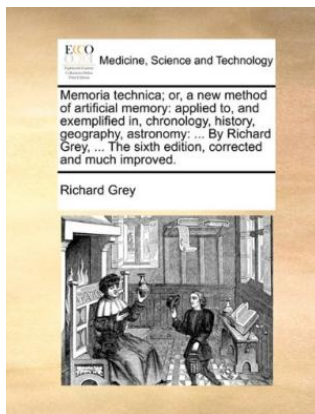 ECCO
Medicine, Science and Technology
Memoria technica; or, a new method
of artificial memory: applied to, and
exemplified in, chronology, history,
geography, astronomy: ... By Richard
Grey, ... The sixth edition, corrected
and much improved.
Richard Grey